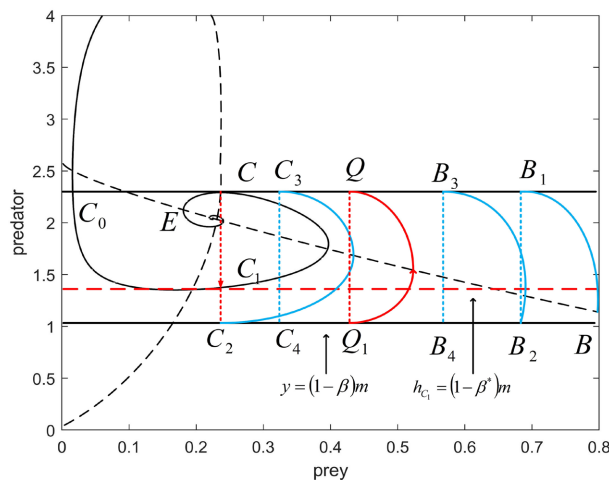 4
3.5
3
2.5
2
1.5
1
0.5
0
predator
C C₃ Q B₃ B₁
C₀ E
C₁
C₂ C₄ Q₁ B₄ B₂ B
y = (1 − β)m
h_{C₁} = (1 − β*)m
0 0.1 0.2 0.3 0.4 0.5 0.6 0.7 0.8
prey